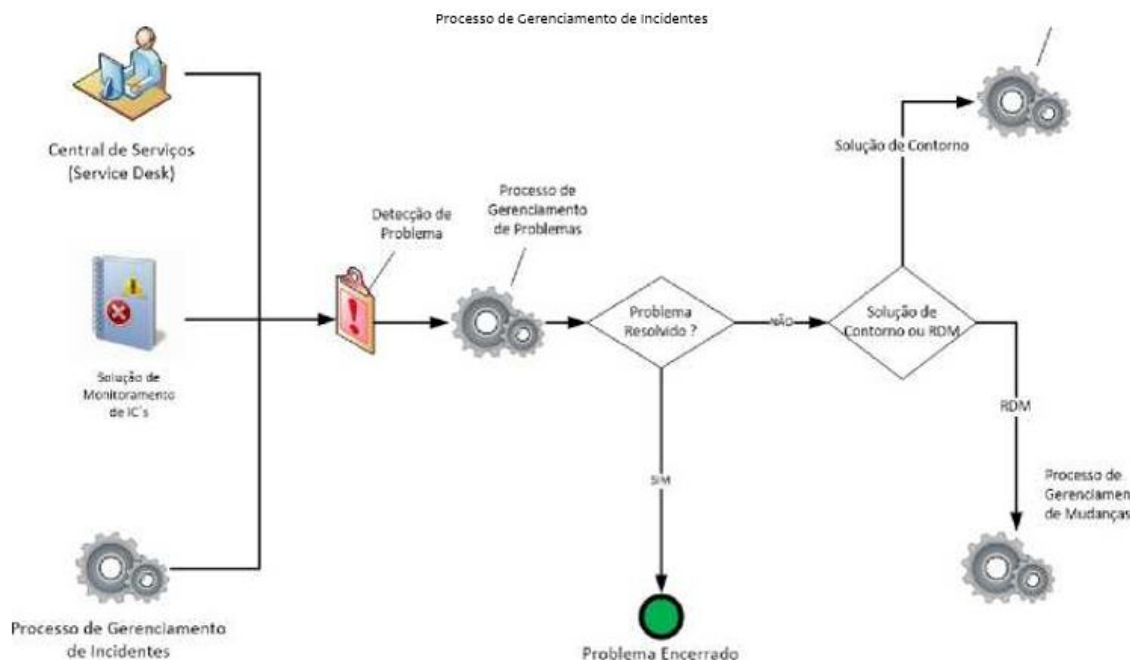 Processo de Gerenciamento de Incidentes
Central de Serviços
(Service Desk)
Solução de Contorno
Processo de
Gerenciamento
de Problemas
Detecção de
Problema
Problema
Resolvido ?
NÃO
Solução de
Contorno ou RDM
Solução de
Monitoramento
de IC´s
RDM
SIM
Processo de
Gerenciamen
de Mudanças
Processo de Gerenciamento
de Incidentes
Problema Encerrado